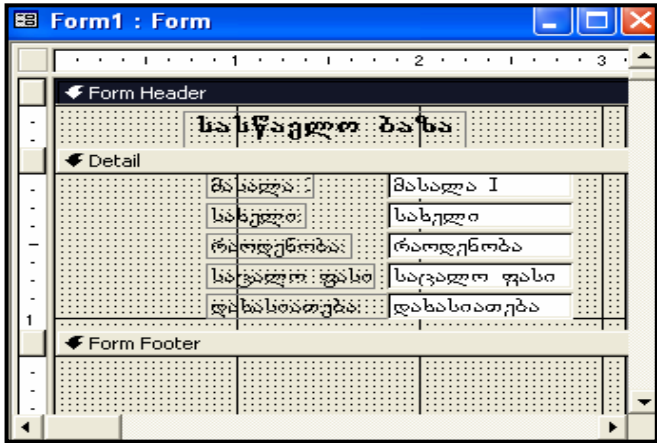 Form1 : Form
1 2 3
Form Header
სასწავლო ბაზა
Detail
მასალა I
სახელი: სახელი
რაოდენობა: რაოდენობა
საცალო ფასი საცალო ფასი
დახასიათება: დახასიათება
1
Form Footer